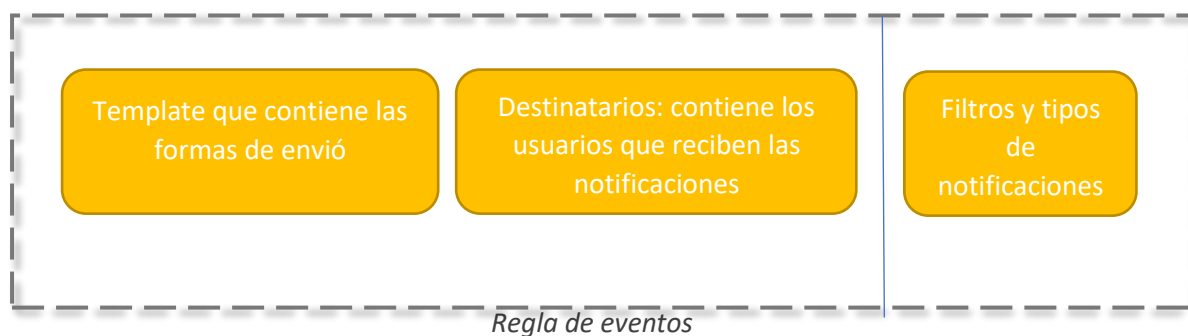 Template que contiene las
formas de envió
Destinatarios: contiene los
usuarios que reciben las
notificaciones
Filtros y tipos
de
notificaciones
Regla de eventos